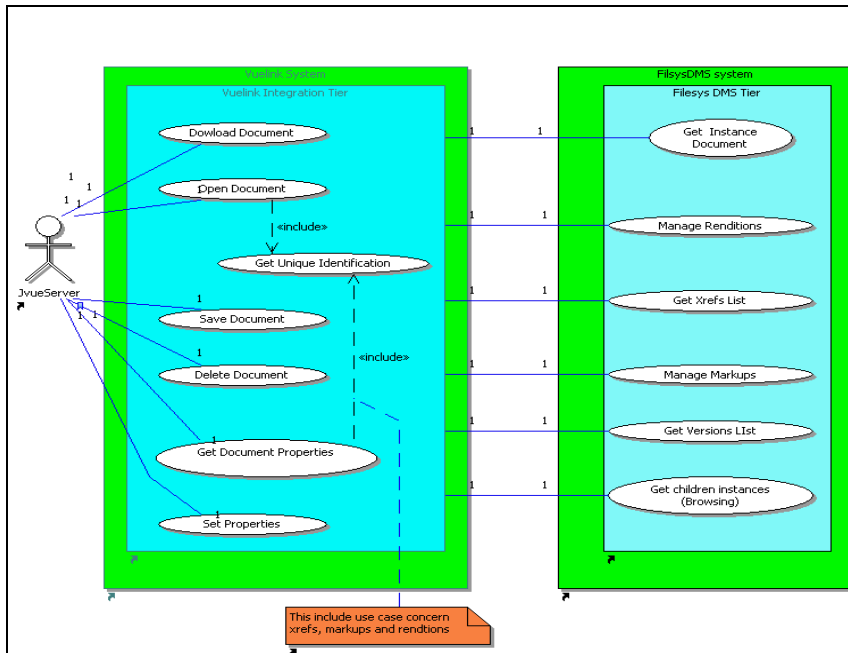 Vuelink System
Vuelink Integration Tier
Dowload Document
Open Document
«include»
Get Unique Identification
Save Document
«include»
Delete Document
Get Document Properties
Set Properties
JvueServer
1
1
1
1
1
1
1
1
1
1
1
FilsysDMS system
Filesys DMS Tier
1 1
Get Instance
Document
1 1
Manage Renditions
1 1
Get Xrefs List
1 1
Manage Markups
1 1
Get Versions LIst
1 1
Get children instances
(Browsing)
This include use case concern
xrefs, markups and rendtions